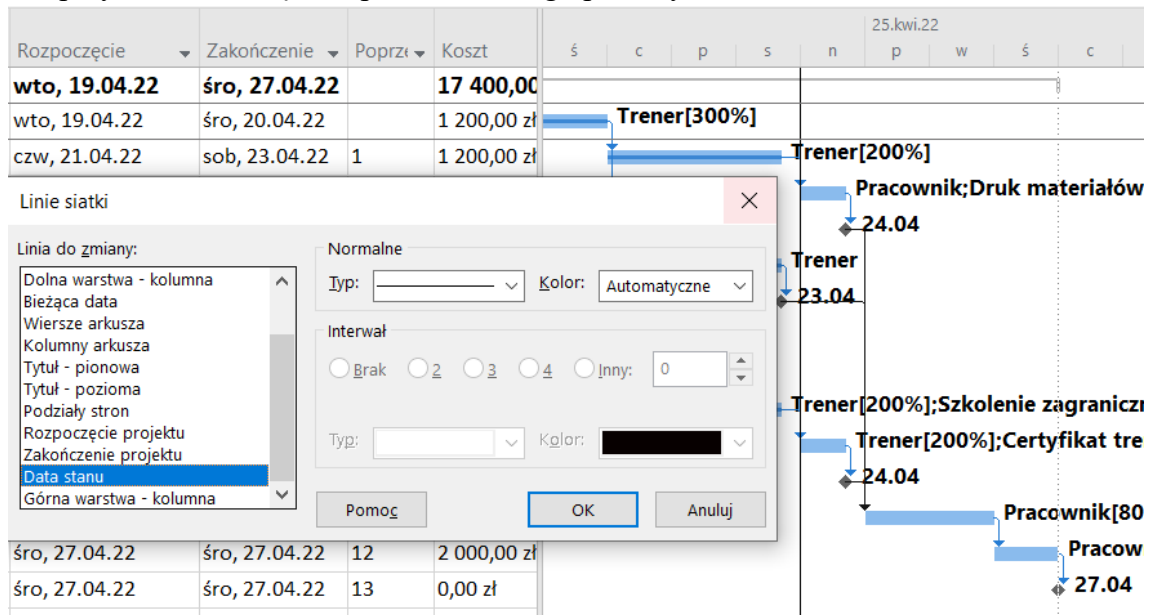 25.kwi.22
Rozpoczęcie Zakończenie Poprze Koszt ś c p s n p w ś c
wto, 19.04.22 śro, 27.04.22 17 400,00
wto, 19.04.22 śro, 20.04.22 1 200,00 zł Trener[300%]
czw, 21.04.22 sob, 23.04.22 1 1 200,00 zł Trener[200%]
Pracownik;Druk materiałów
24.04
Trener
23.04
Trener[200%];Szkolenie zagraniczn
Trener[200%];Certyfikat tre
24.04
Pracownik[80
Pracow
Linie siatki
Linia do zmiany:
Dolna warstwa - kolumna
Bieżąca data
Wiersze arkusza
Kolumny arkusza
Tytuł - pionowa
Tytuł - pozioma
Podziały stron
Rozpoczęcie projektu
Zakończenie projektu
Data stanu
Górna warstwa - kolumna
Normalne
Typ: Kolor: Automatyczne
Interwał
Brak 2 3 4 Inny: 0
Typ: Kolor:
Pomoc OK Anuluj
śro, 27.04.22 śro, 27.04.22 12 2 000,00 zł
śro, 27.04.22 śro, 27.04.22 13 0,00 zł 27.04